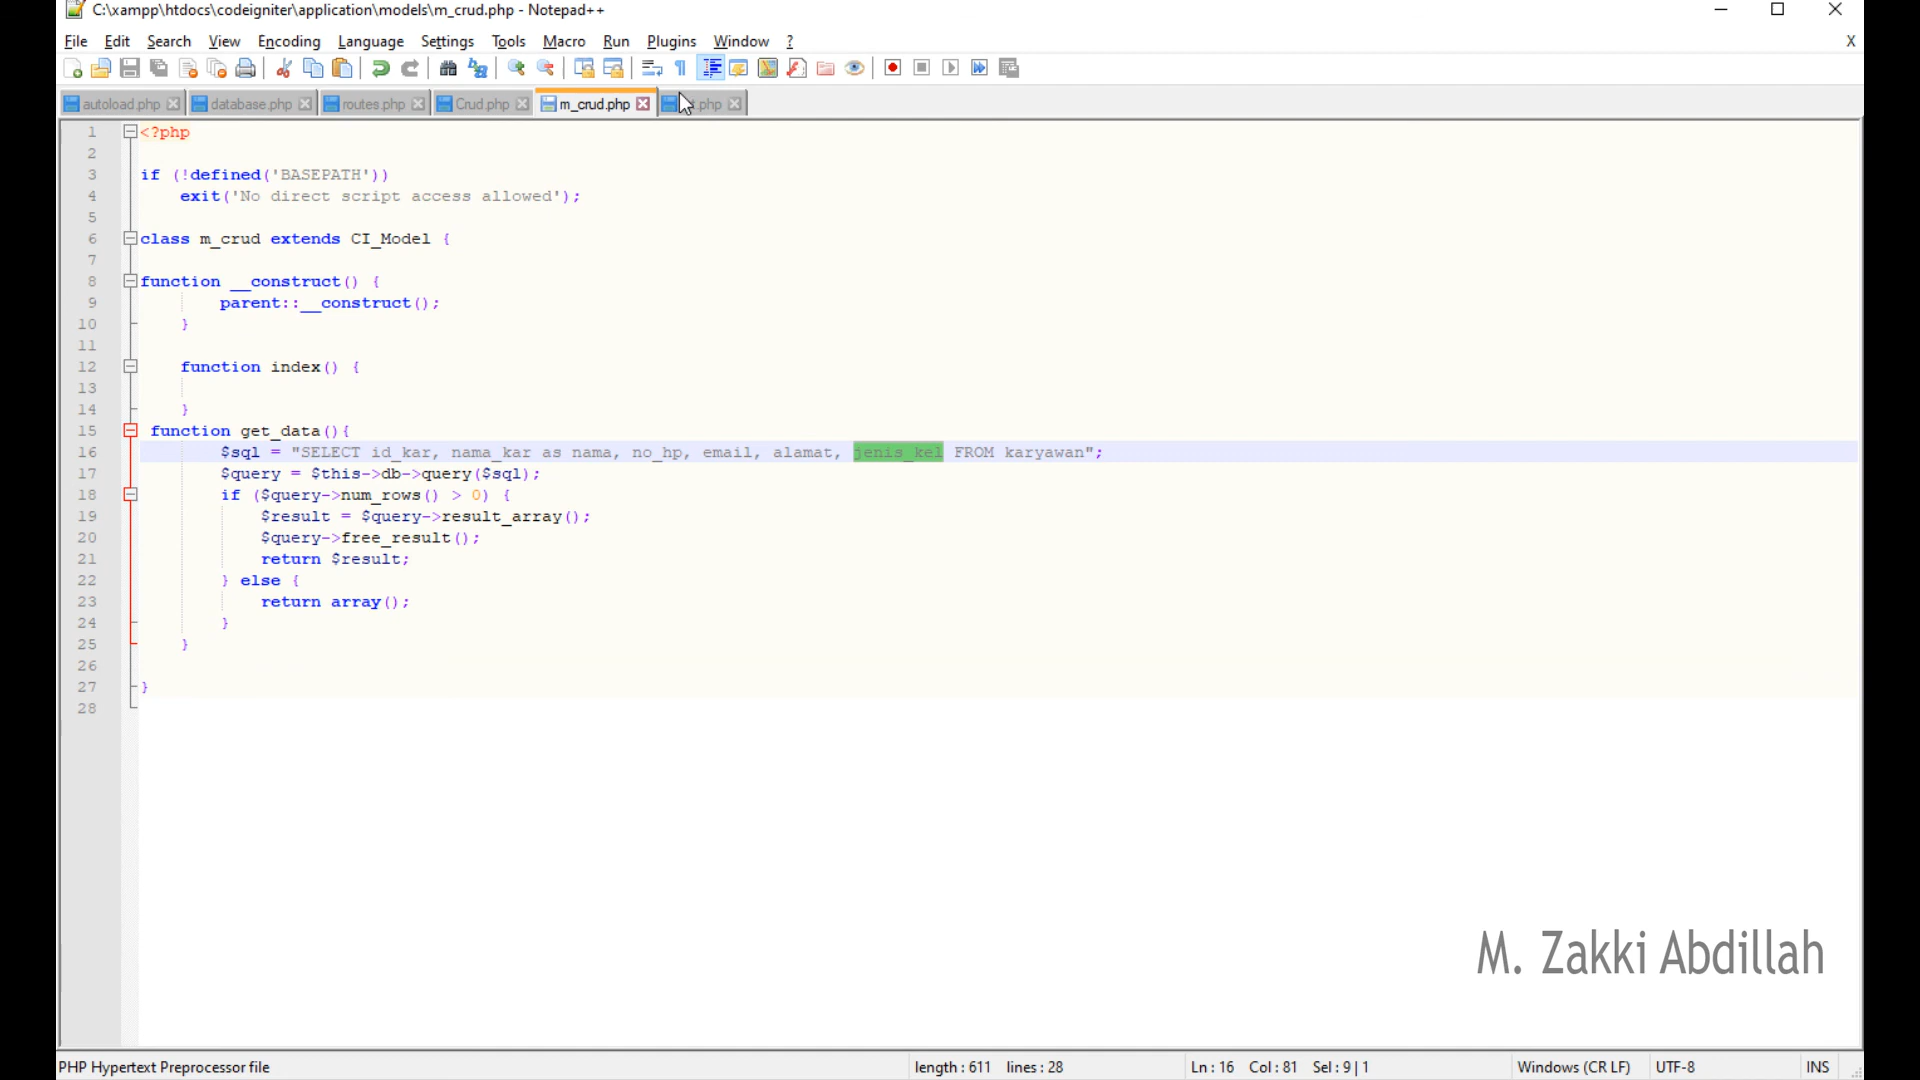 C:\xampp\htdocs\codeigniter\application\models\m_crud.php - Notepad++
File Edit Search View Encoding Language Settings Tools Macro Run Plugins Window ? X
autoload.php database.php routes.php Crud.php m_crud.php .php
1 <?php
2
3 if (!defined('BASEPATH'))
4 exit('No direct script access allowed');
5
6 class m_crud extends CI_Model {
7
8 function __construct() {
9 parent::__construct();
10 }
11
12 function index() {
13
14 }
15 function get_data(){
16 $sql = "SELECT id_kar, nama_kar as nama, no_hp, email, alamat, jenis_kel FROM karyawan";
17 $query = $this->db->query($sql);
18 if ($query->num_rows() > 0) {
19 $result = $query->result_array();
20 $query->free_result();
21 return $result;
22 } else {
23 return array();
24 }
25 }
26
27 }
28
M. Zakki Abdillah
PHP Hypertext Preprocessor file length : 611 lines : 28 Ln : 16 Col : 81 Sel : 9 | 1 Windows (CR LF) UTF-8 INS